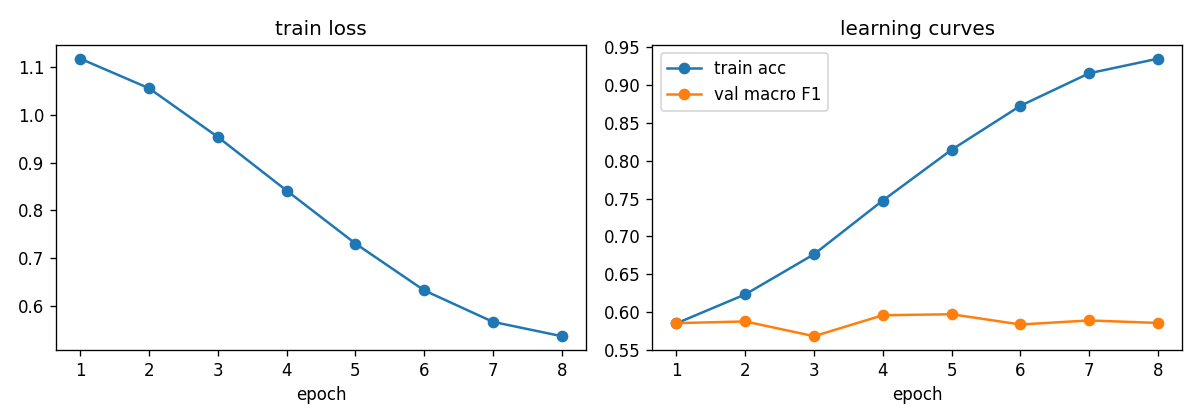 train loss
1.1
1.0
0.9
0.8
0.7
0.6
1 2 3 4 5 6 7 8
epoch
learning curves
train acc
val macro F1
0.95
0.90
0.85
0.80
0.75
0.70
0.65
0.60
0.55
1 2 3 4 5 6 7 8
epoch